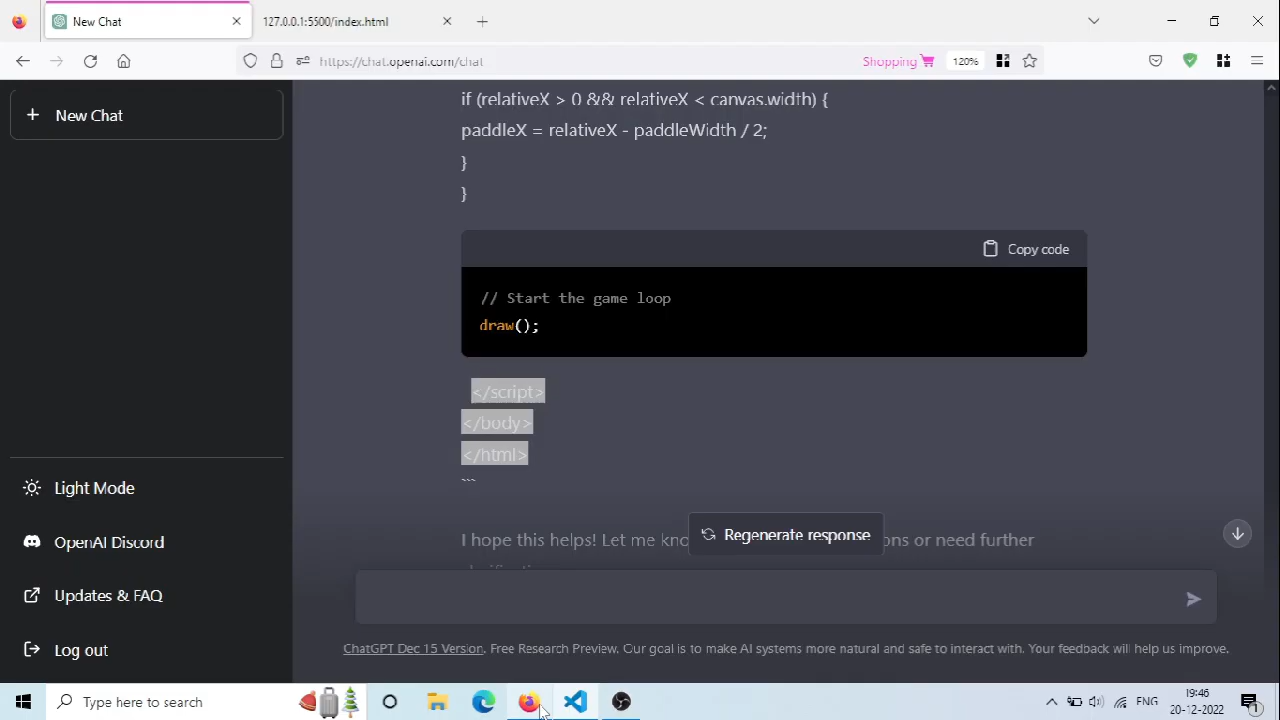 New Chat
127.0.0.1:5500/index.html
https://chat.openai.com/chat
Shopping
120%
New Chat
if (relativeX > 0 && relativeX < canvas.width) {
paddleX = relativeX - paddleWidth / 2;
}
}
Copy code
// Start the game loop
draw();
</script>
</body>
</html>
```
I hope this helps! Let me kno
ons or need further
Regenerate response
Light Mode
OpenAI Discord
Updates & FAQ
Log out
ChatGPT Dec 15 Version. Free Research Preview. Our goal is to make AI systems more natural and safe to interact with. Your feedback will help us improve.
Type here to search
ENG
19:46
20-12-2022
1